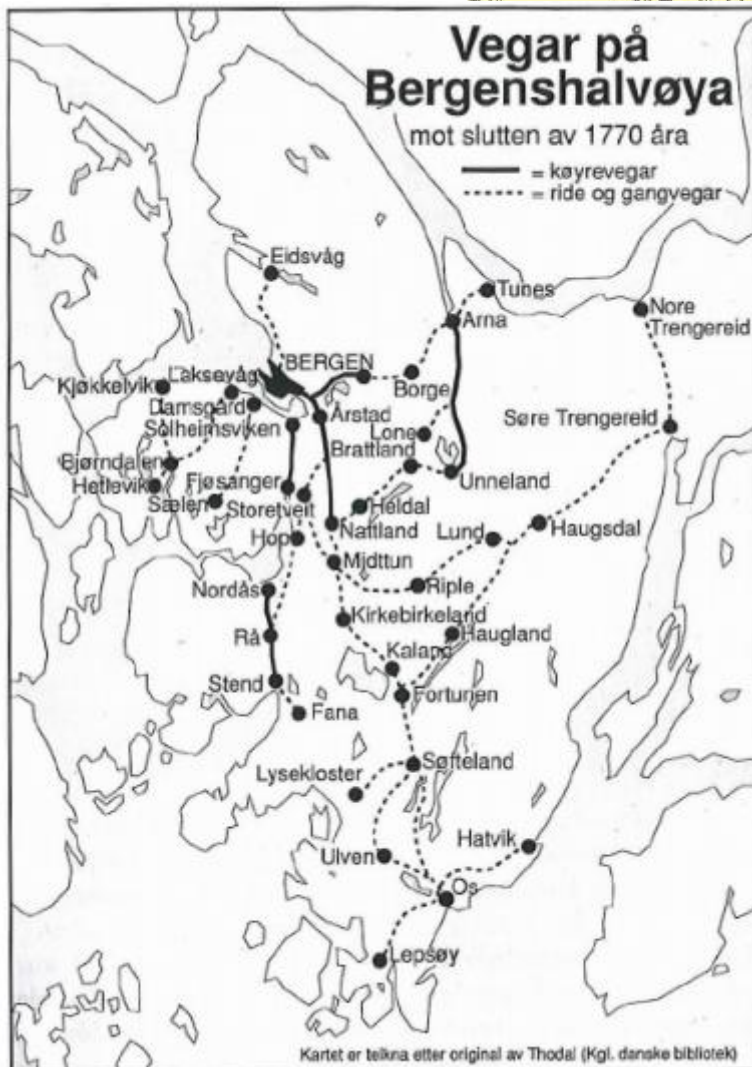 Vegar på
Bergenshalvøya
mot slutten av 1770 åra
= køyrevegar
= ride og gangvegar
Eidsvåg
Tunes
Arna
Nore
Trengereid
BERGEN
Laksevåg
Kjøkkelvik
Borge
Damsgård
Årstad
Solheimsviken
Søre Trengereid
Lone
Brattland
Bjørndalen
Hetlevik
Fjøsanger
Unneland
Sælen
Storetveit
Heldal
Hop
Nattland
Lund
Haugsdal
Midttun
Nordås
Riple
Kirkebirkeland
Rå
Haugland
Kaland
Stend
Fortunen
Fana
Lysekloster
Søfteland
Hatvik
Ulven
Os
Lepsøy
Kartet er teikna etter original av Thodal (Kgl. danske bibliotek)